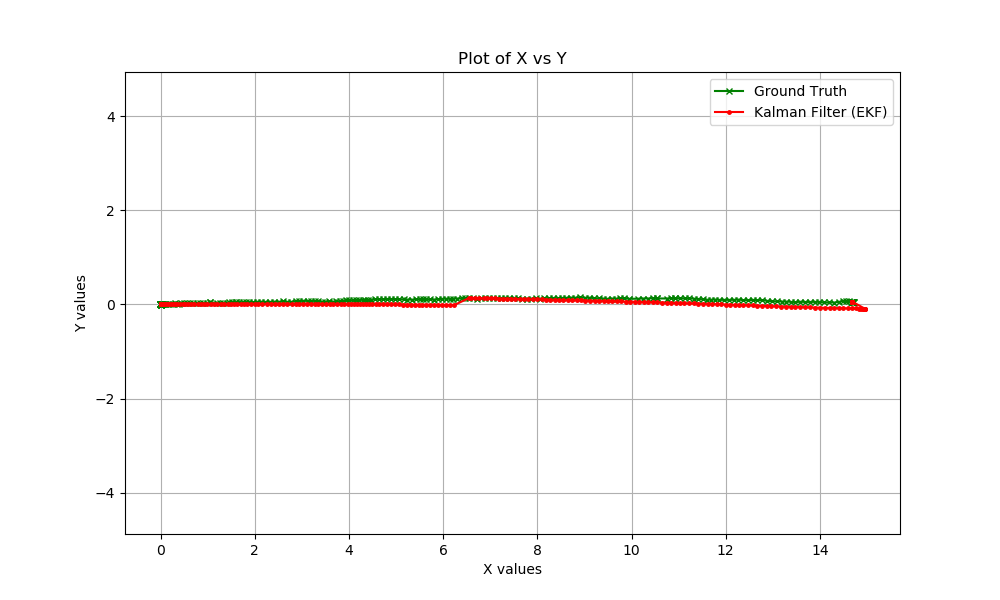 Plot of X vs Y
Ground Truth
Kalman Filter (EKF)
Y values
4
2
0
−2
−4
0 2 4 6 8 10 12 14
X values